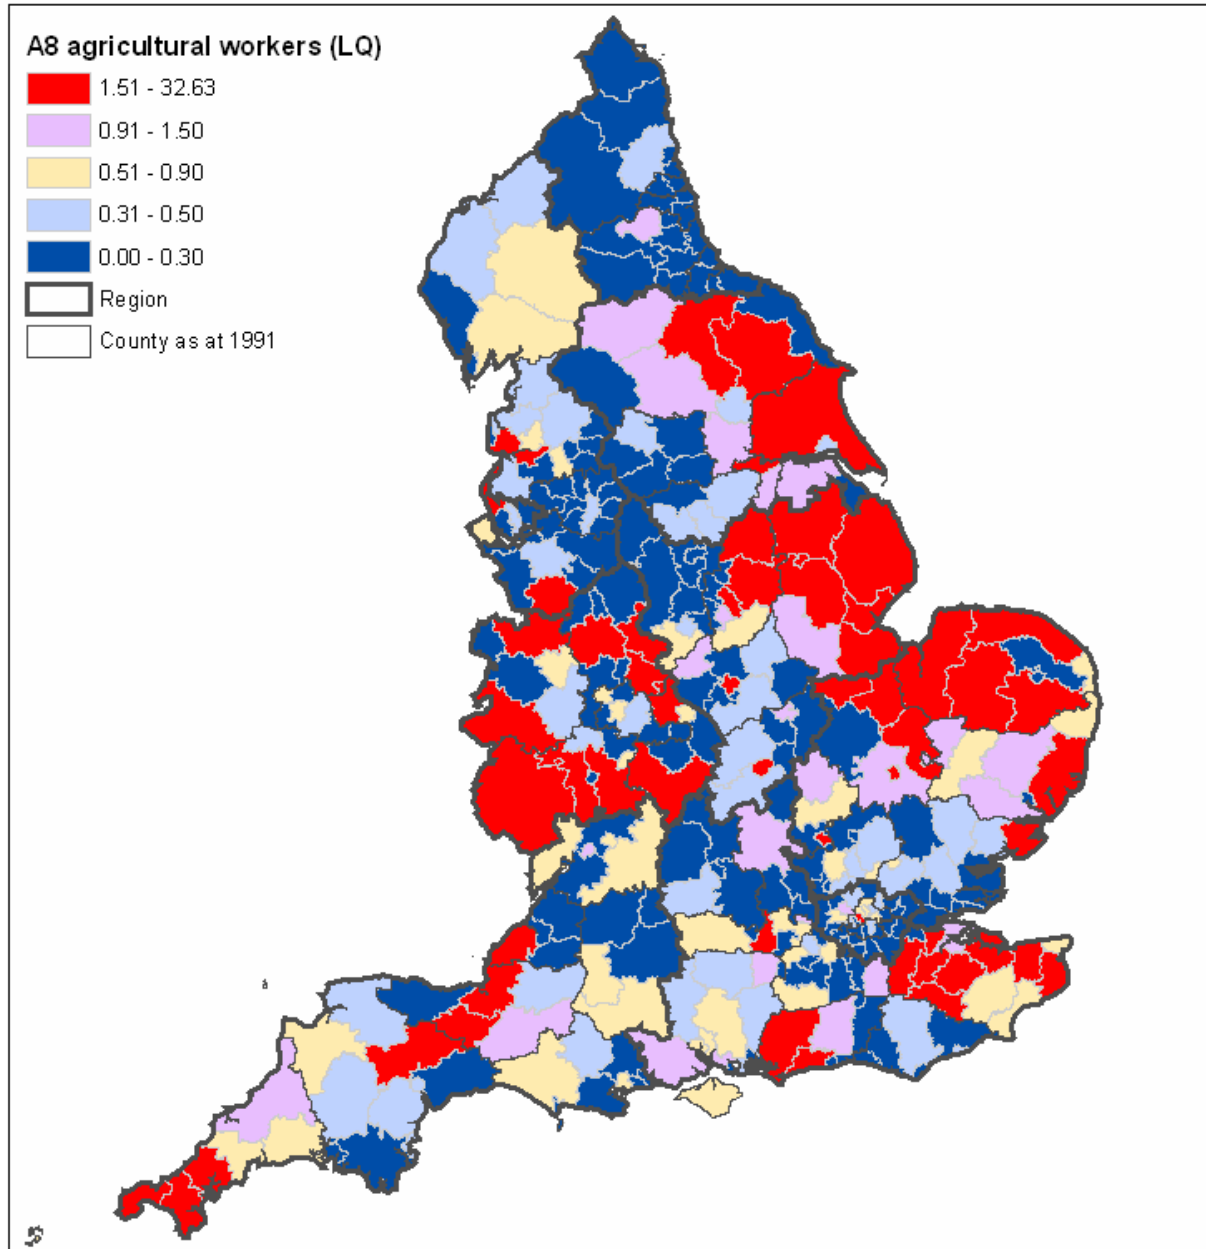 A8 agricultural workers (LQ)
1.51 - 32.63
0.91 - 1.50
0.51 - 0.90
0.31 - 0.50
0.00 - 0.30
Region
County as at 1991